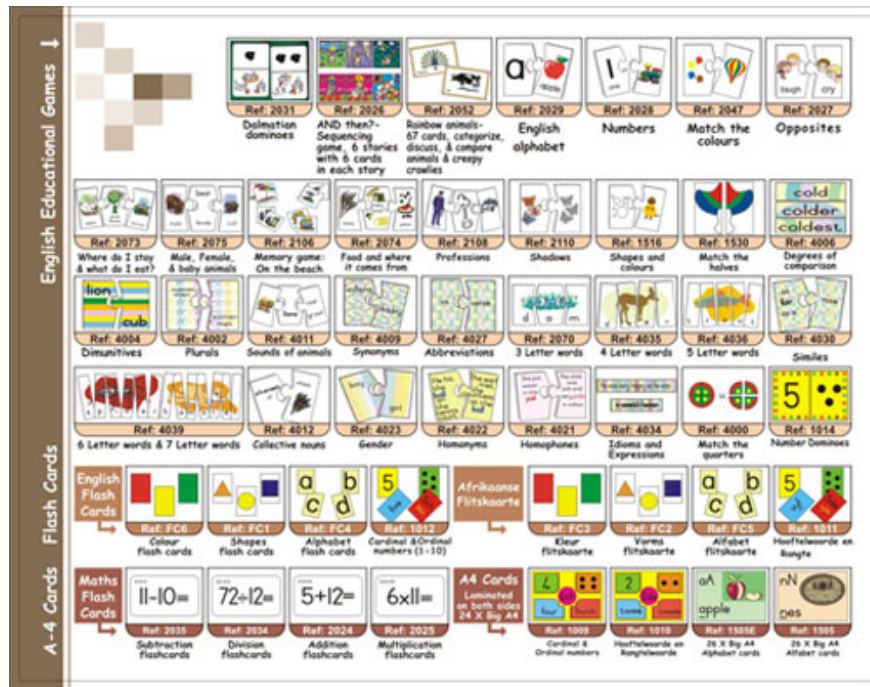 English Educational Games
Ref: 2031
Dalmatian
dominoes
Ref: 2026
AND then?-
Sequencing
game, 6 stories
with 6 cards
in each story
Ref: 2052
Rainbow animals-
67 cards, categorize,
discuss, & compare
animals & creepy
crawlies
a
apple
Ref: 2029
English
alphabet
1
Ref: 2028
Numbers
Ref: 2047
Match the
colours
laugh cry
Ref: 2027
Opposites
Ref: 2073
Where do I stay
& what do I eat?
bear
Ref: 2075
Male, Female,
& baby animals
Ref: 2106
Memory game:
On the beach
Ref: 2074
Food and where
it comes from
Ref: 2108
Professions
Ref: 2110
Shadows
Ref: 1516
Shapes and
colours
Ref: 1530
Match the
halves
cold
colder
coldest
Ref: 4006
Degrees of
comparison
lion
cub
Ref: 4004
Dimunitives
Ref: 4002
Plurals
Ref: 4011
Sounds of animals
Ref: 4009
Synonyms
Ref: 4027
Abbreviations
d a m
Ref: 2070
3 Letter words
Ref: 4035
4 Letter words
Ref: 4036
5 Letter words
Ref: 4030
Similes
Ref: 4039
6 Letter words & 7 Letter words
Ref: 4012
Collective nouns
Ref: 4023
Gender
Ref: 4022
Homonyms
Ref: 4021
Homophones
Ref: 4034
Idioms and
Expressions
=
Ref: 4000
Match the
quarters
5
Ref: 1014
Number Dominoes
Flash Cards
English
Flash
Cards
Ref: FC6
Colour
flash cards
Ref: FC1
Shapes
flash cards
a b
c d
Ref: FC4
Alphabet
flash cards
5
Ref: 1012
Cardinal &Ordinal
numbers (1-10)
Afrikaanse
Flitskaarte
Ref: FC3
Kleur
flitskaarte
Ref: FC2
Vorms
flitskaarte
a b
c d
Ref: FC5
Alfabet
flitskaarte
5
Ref: 1011
Hooftelwoorde en
Rangte
A-4 Cards
Maths
Flash
Cards
11-10=
Ref: 2035
Subtraction
flashcards
72÷12=
Ref: 2034
Division
flashcards
5+12=
Ref: 2024
Addition
flashcards
6x11=
Ref: 2025
Multiplication
flashcards
A4 Cards
Laminated
on both sides
24 X Big A4
4
four
Ref: 1009
Cardinal &
Ordinal numbers
2
Ref: 1010
Hooftelwoorde en
Rangtelwoorde
aA
apple
Ref: 1505E
26 X Big A4
Alphabet cards
nN
nes
Ref: 1505
26 X Big A4
Alfabet cards